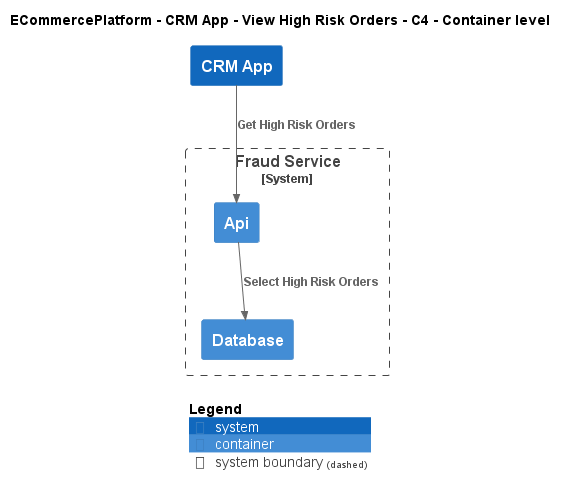 ECommercePlatform - CRM App - View High Risk Orders - C4 - Container level
CRM App
Get High Risk Orders
Fraud Service
[System]
Api
Select High Risk Orders
Database
Legend
system
container
system boundary (dashed)